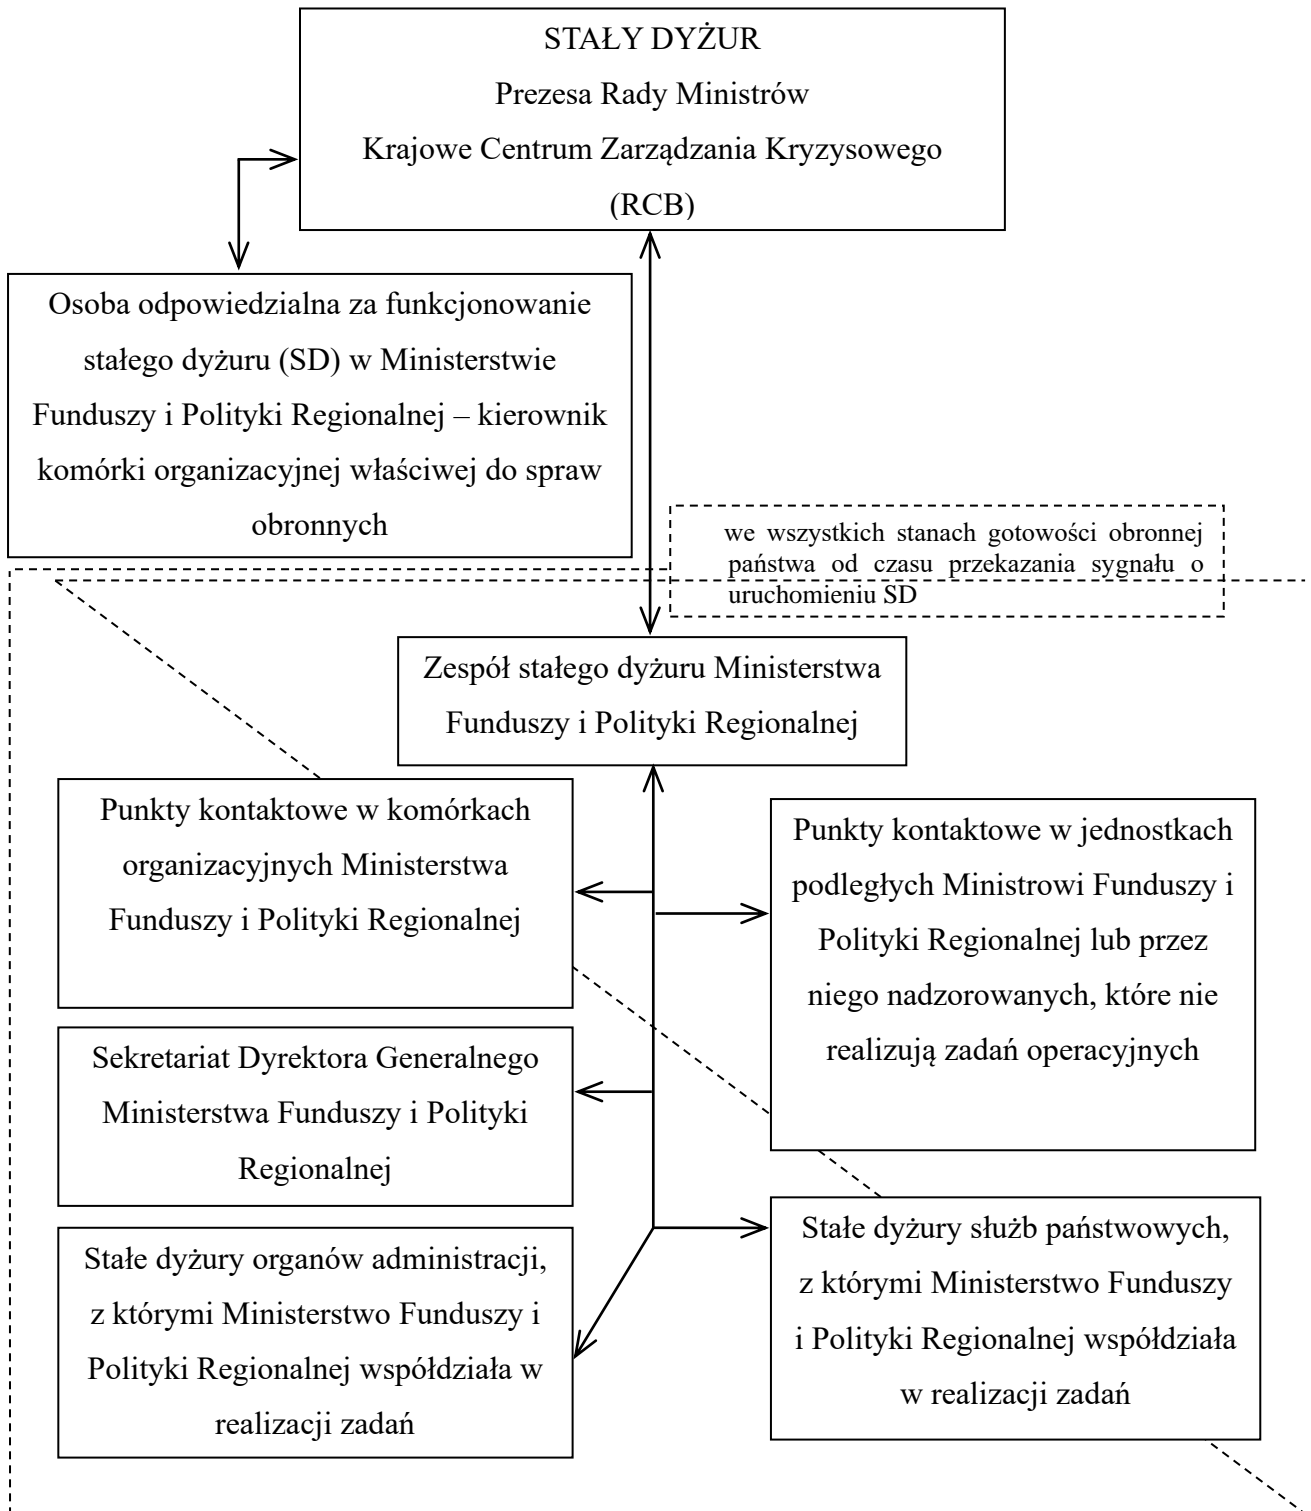 STAŁY DYŻUR
Prezesa Rady Ministrów
Krajowe Centrum Zarządzania Kryzysowego
(RCB)
Osoba odpowiedzialna za funkcjonowanie
stałego dyżuru (SD) w Ministerstwie
Funduszy i Polityki Regionalnej – kierownik
komórki organizacyjnej właściwej do spraw
obronnych
we wszystkich stanach gotowości obronnej
państwa od czasu przekazania sygnału o
uruchomieniu SD
Zespół stałego dyżuru Ministerstwa
Funduszy i Polityki Regionalnej
Punkty kontaktowe w komórkach
organizacyjnych Ministerstwa
Funduszy i Polityki Regionalnej
Punkty kontaktowe w jednostkach
podległych Ministrowi Funduszy i
Polityki Regionalnej lub przez
niego nadzorowanych, które nie
realizują zadań operacyjnych
Sekretariat Dyrektora Generalnego
Ministerstwa Funduszy i Polityki
Regionalnej
Stałe dyżury organów administracji,
z którymi Ministerstwo Funduszy i
Polityki Regionalnej współdziała w
realizacji zadań
Stałe dyżury służb państwowych,
z którymi Ministerstwo Funduszy
i Polityki Regionalnej współdziała
w realizacji zadań